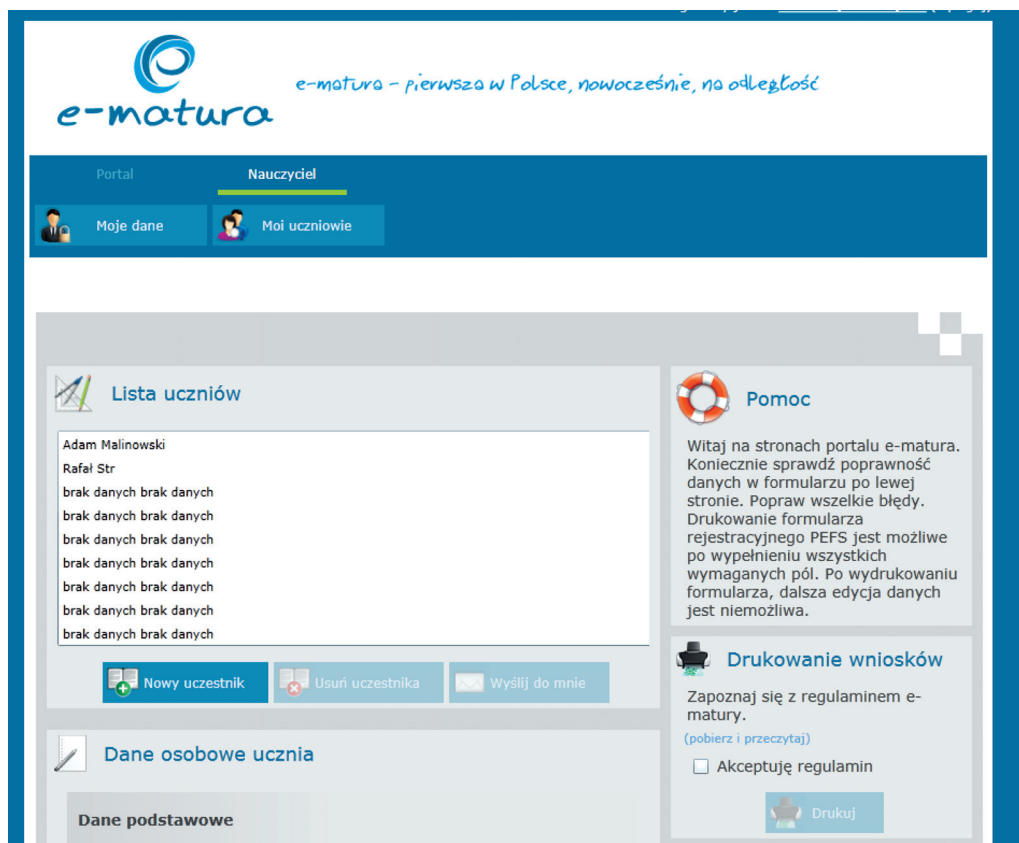 e-matura
e-matura - pierwsza w Polsce, nowocześnie, na odległość
Portal
Nauczyciel
Moje dane
Moi uczniowie
Lista uczniów
Adam Malinowski
Rafał Str
brak danych brak danych
brak danych brak danych
brak danych brak danych
brak danych brak danych
brak danych brak danych
brak danych brak danych
brak danych brak danych
Nowy uczestnik
Usuń uczestnika
Wyślij do mnie
Dane osobowe ucznia
Dane podstawowe
Pomoc
Witaj na stronach portalu e-matura.
Koniecznie sprawdź poprawność
danych w formularzu po lewej
stronie. Popraw wszelkie błędy.
Drukowanie formularza
rejestracyjnego PEFS jest możliwe
po wypełnieniu wszystkich
wymaganych pól. Po wydrukowaniu
formularza, dalsza edycja danych
jest niemożliwa.
Drukowanie wniosków
Zapoznaj się z regulaminem e-
matury.
(pobierz i przeczytaj)
Akceptuję regulamin
Drukuj